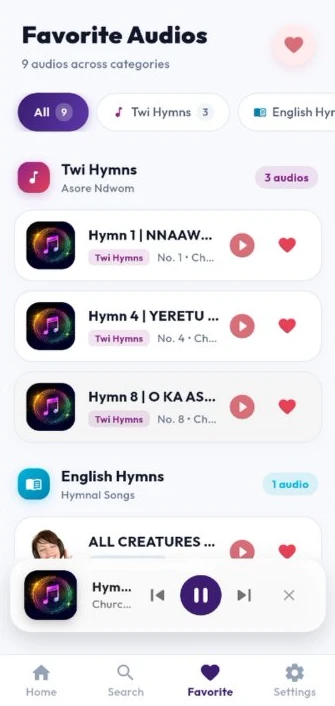 Favorite Audios
9 audios across categories
All 9
Twi Hymns 3
English Hyr
Twi Hymns
Asore Ndwom
3 audios
Hymn 1 | NNAAW...
Twi Hymns No. 1 • Ch...
Hymn 4 | YERETU ...
Twi Hymns No. 4 • Ch...
Hymn 8 | O KA AS...
Twi Hymns No. 8 • Ch...
English Hymns
Hymnal Songs
1 audio
ALL CREATURES ...
Hym...
Churc...
Home
Search
Favorite
Settings